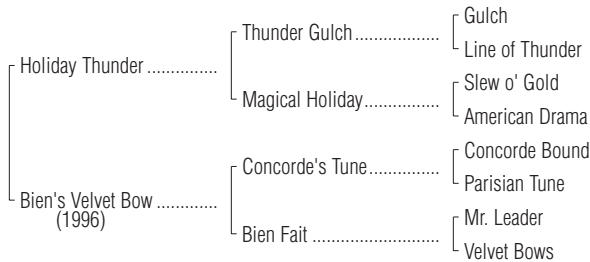 Gulch
Thunder Gulch.................
Line of Thunder
Holiday Thunder ..............
Slew o' Gold
Magical Holiday...............
American Drama
Concorde Bound
Concorde's Tune..............
Parisian Tune
Bien's Velvet Bow ............
(1996)
Mr. Leader
Bien Fait .........................
Velvet Bows